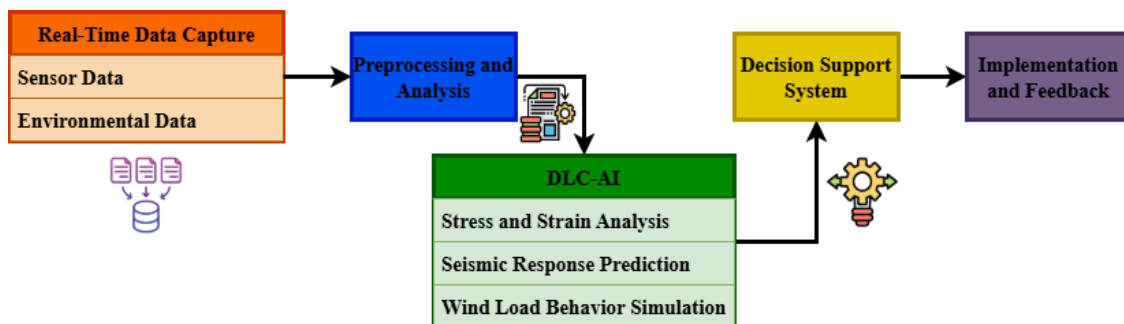 Real-Time Data Capture
Sensor Data
Environmental Data
Preprocessing and
Analysis
DLC-AI
Stress and Strain Analysis
Seismic Response Prediction
Wind Load Behavior Simulation
Decision Support
System
Implementation
and Feedback